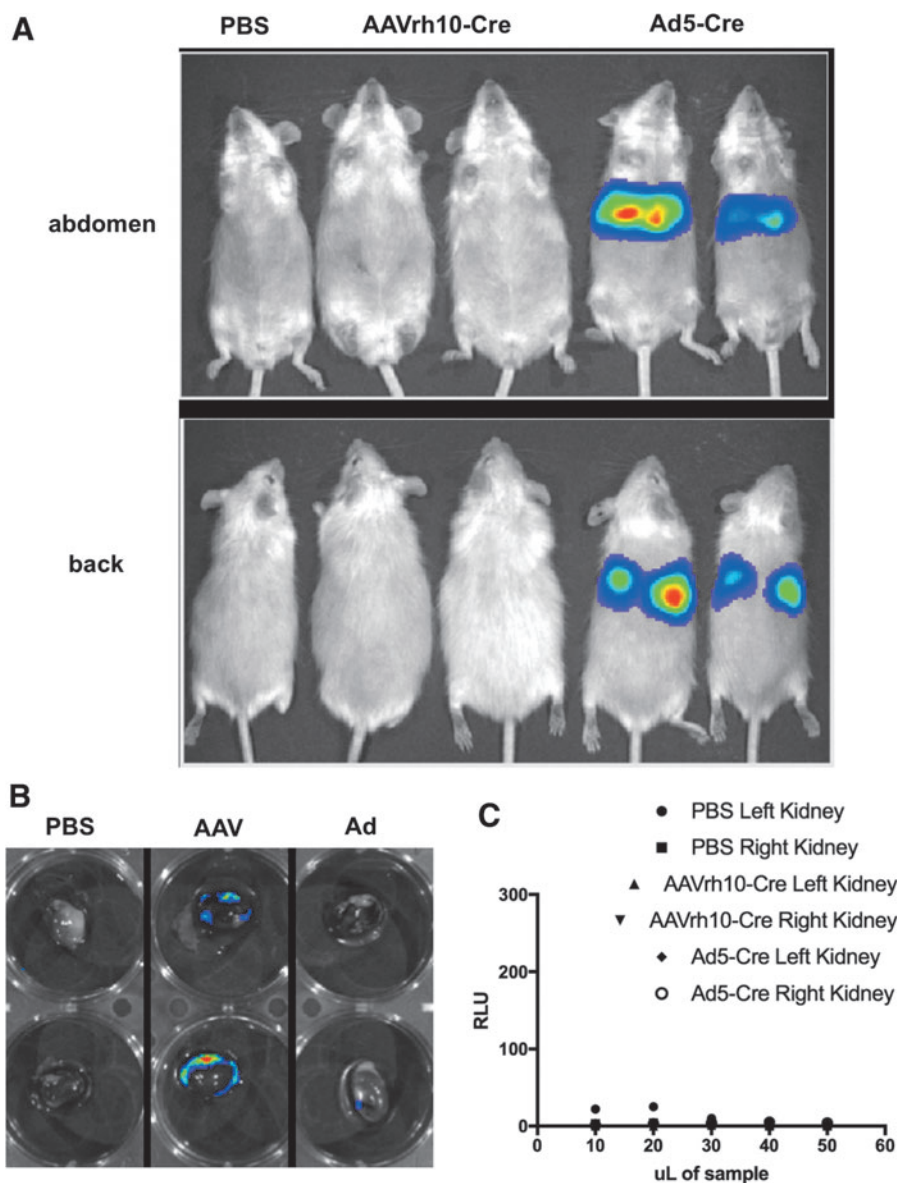 A
PBS AAVrh10-Cre Ad5-Cre
abdomen
back
B
PBS AAV Ad
C
PBS Left Kidney
PBS Right Kidney
AAVrh10-Cre Left Kidney
AAVrh10-Cre Right Kidney
Ad5-Cre Left Kidney
Ad5-Cre Right Kidney
300
200
100
0
RLU
0 10 20 30 40 50 60
uL of sample